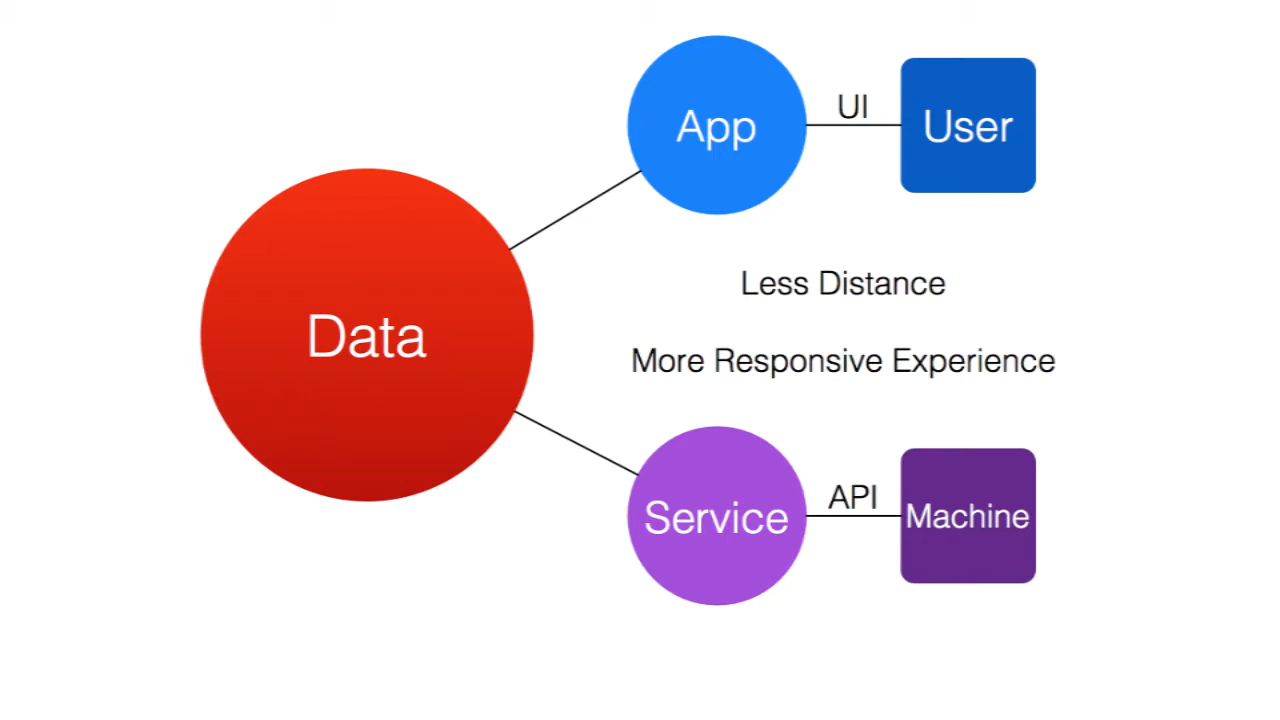 App
UI
User
Less Distance
Data
More Responsive Experience
Service
API
Machine